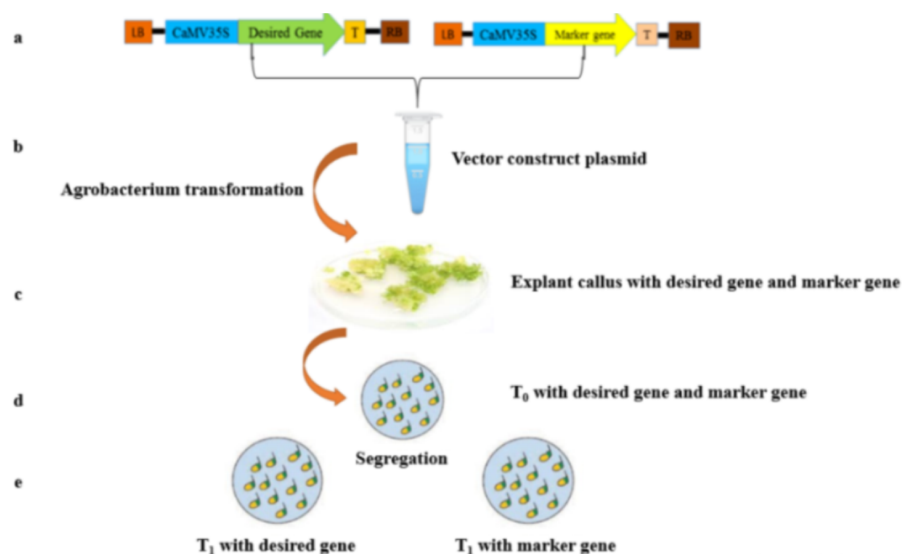 a
LB CaMV35S Desired Gene T RB LB CaMV35S Marker gene T RB
b
Vector construct plasmid
Agrobacterium transformation
c
Explant callus with desired gene and marker gene
d
T₀ with desired gene and marker gene
Segregation
e
T₁ with desired gene T₁ with marker gene